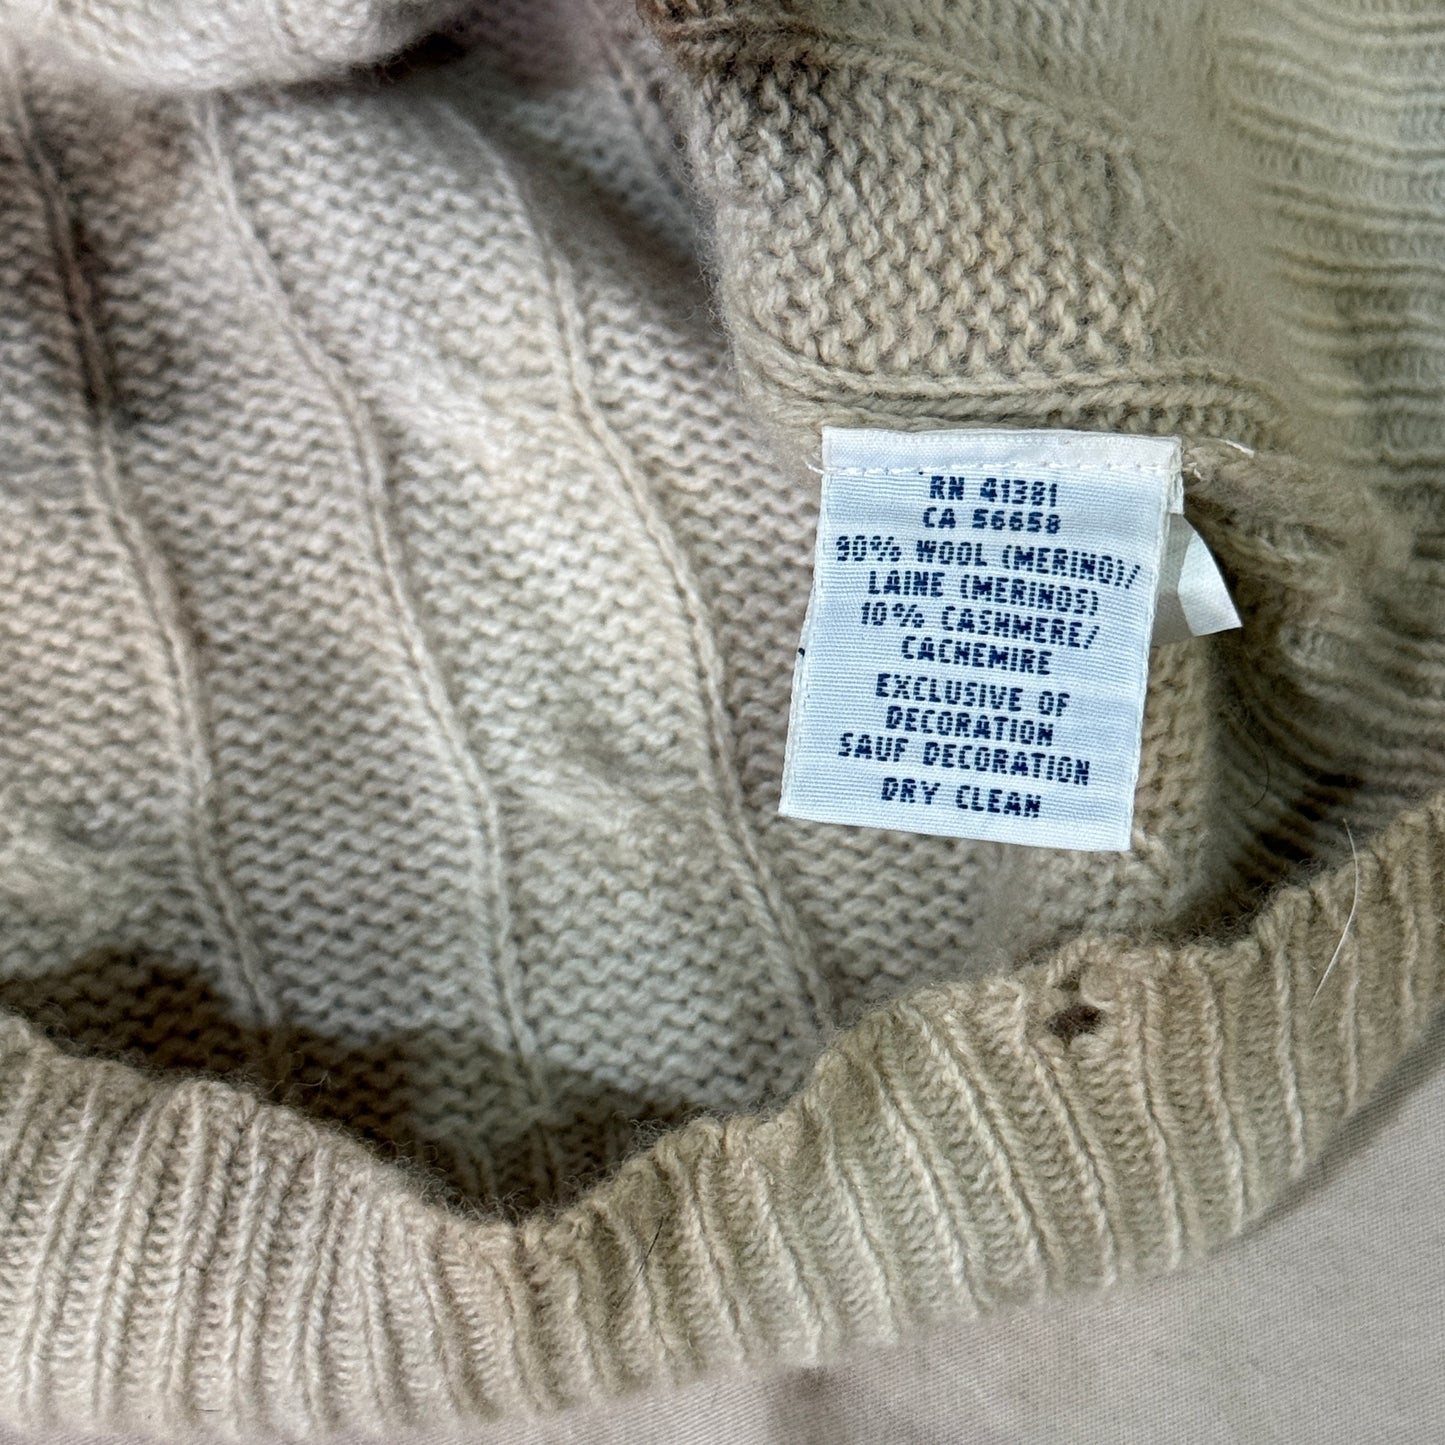 RN 41381
CA 56658
90% WOOL (MERINO)/
LAINE (MERINOS)
10% CASHMERE/
CACHEMIRE
EXCLUSIVE OF
DECORATION
SAUF DECORATION
DRY CLEAN